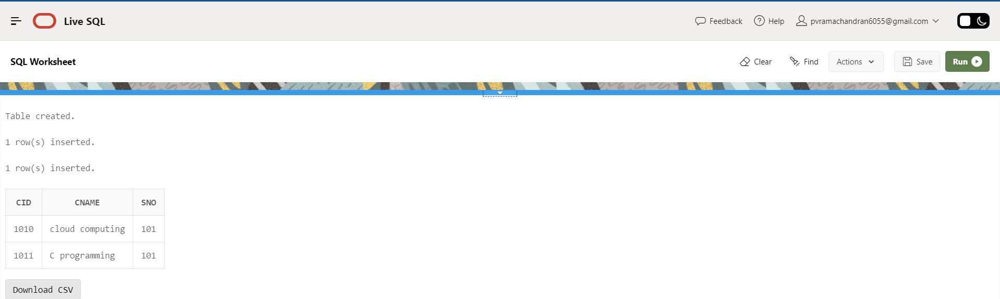 Live SQL
Feedback
Help
pvramachandran6055@gmail.com
SQL Worksheet
Clear
Find
Actions
Save
Run
Table created.
1 row(s) inserted.
1 row(s) inserted.
CID CNAME SNO
1010 cloud computing 101
1011 C programming 101
Download CSV